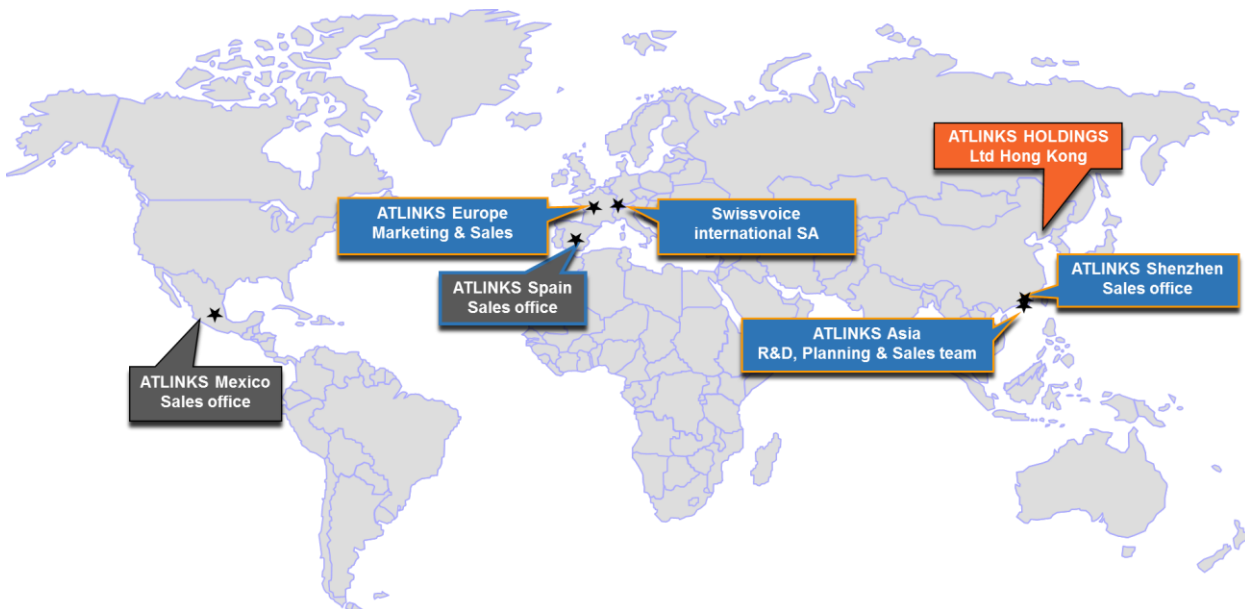 ATLINKS HOLDINGS
Ltd Hong Kong
ATLINKS Europe
Marketing & Sales
Swissvoice
international SA
ATLINKS Spain
Sales office
ATLINKS Shenzhen
Sales office
ATLINKS Asia
R&D, Planning & Sales team
ATLINKS Mexico
Sales office